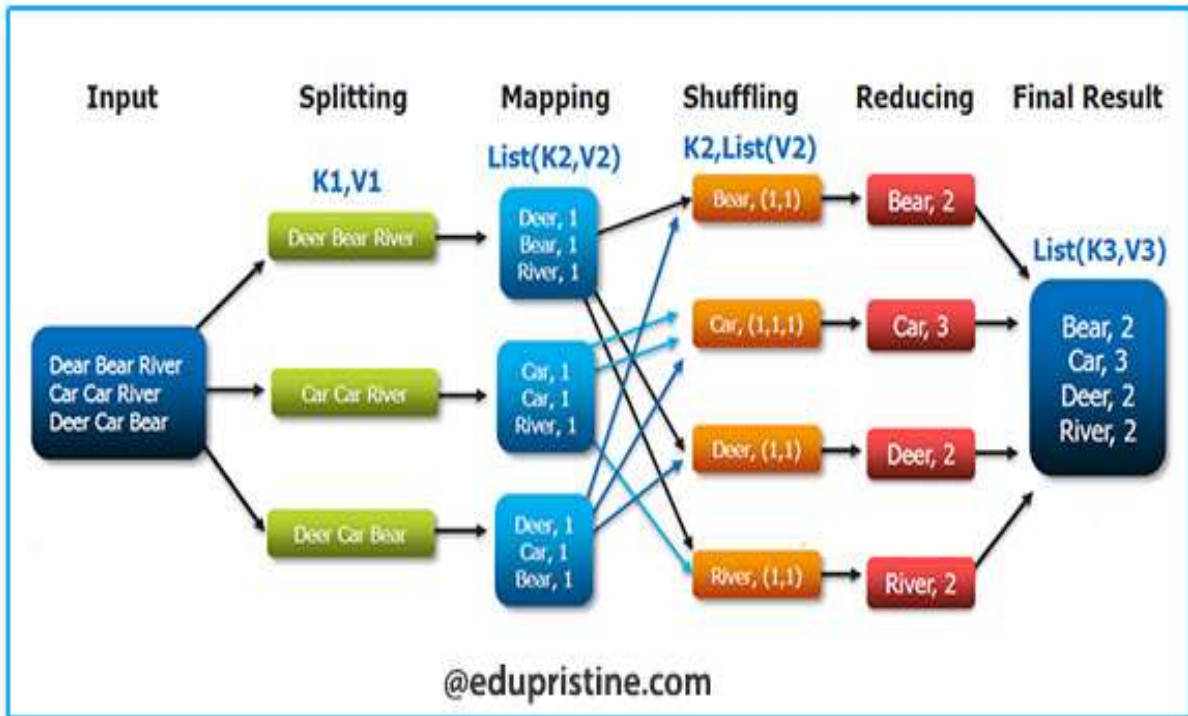 Input
Splitting
Mapping
Shuffling
Reducing
Final Result
K1,V1
List(K2,V2)
K2,List(V2)
List(K3,V3)
Dear Bear River
Car Car River
Deer Car Bear
Deer Bear River
Car Car River
Deer Car Bear
Deer, 1
Bear, 1
River, 1
Car, 1
Car, 1
River, 1
Deer, 1
Car, 1
Bear, 1
Bear, (1,1)
Car, (1,1,1)
Deer, (1,1)
River, (1,1)
Bear, 2
Car, 3
Deer, 2
River, 2
Bear, 2
Car, 3
Deer, 2
River, 2
@edupristine.com